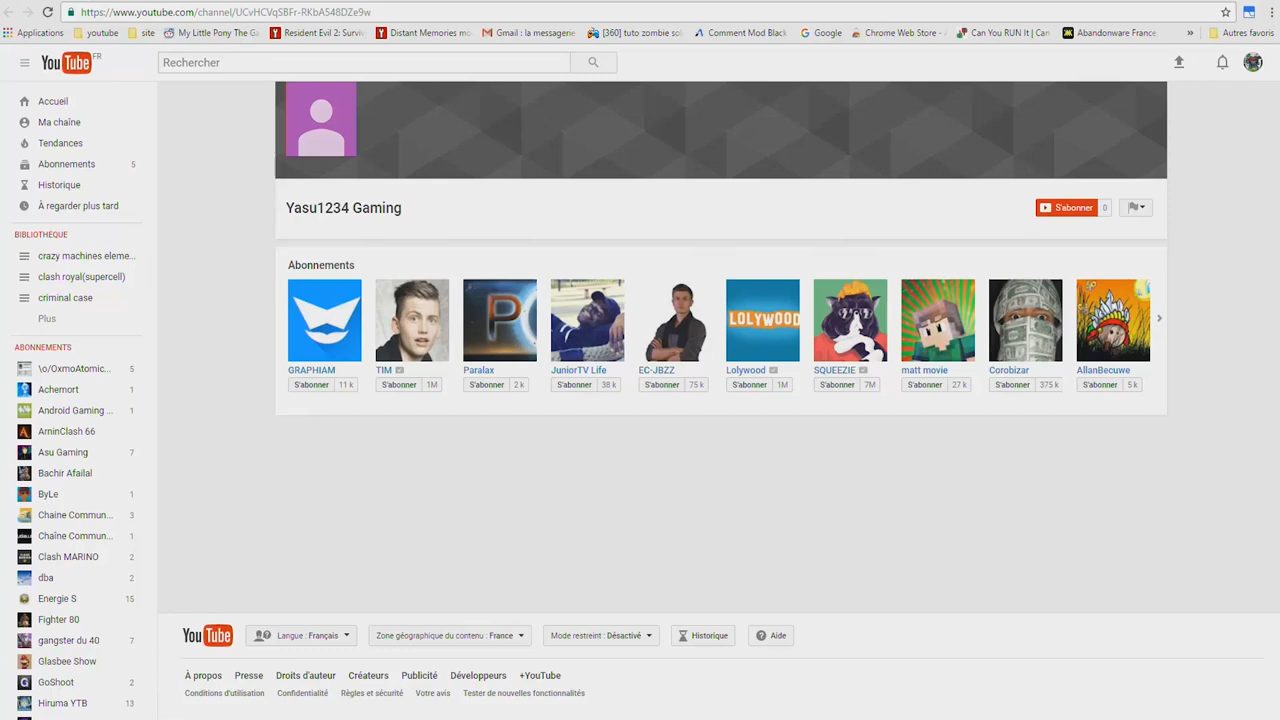 https://www.youtube.com/channel/UCvHCVqSBFr-RKbA548DZe9w
Applications youtube site My Little Pony The Ga Resident Evil 2: Surviv Distant Memories mo Gmail : la messagerie [360] tuto zombie sol Comment Mod Black Google Chrome Web Store - A Can You RUN It | Can Abandonware France » Autres favoris
YouTube FR
Rechercher
Accueil
Ma chaîne
Tendances
Abonnements 5
Historique
À regarder plus tard
BIBLIOTHÈQUE
crazy machines eleme...
clash royal(supercell)
criminal case
Plus
ABONNEMENTS
\o/OxmoAtomic... 5
Achemort 1
Android Gaming ... 1
ArninClash 66
Asu Gaming 7
Bachir Afailal
ByLe 1
Chaine Commun... 3
Chaîne Commun... 1
Clash MARINO 2
dba 2
Energie S 15
Fighter 80
gangster du 40 7
Glasbee Show
GoShoot 2
Hiruma YTB 13
Yasu1234 Gaming
S'abonner 0
Abonnements
LOLYWOOD
GRAPHIAM TIM Paralax JuniorTV Life EC-JBZZ Lolywood SQUEEZIE matt movie Corobizar AllanBecuwe
S'abonner 11 k S'abonner 1M S'abonner 2 k S'abonner 38 k S'abonner 75 k S'abonner 1M S'abonner 7M S'abonner 27 k S'abonner 375 k S'abonner 5 k
YouTube Langue : Français Zone géographique du contenu : France Mode restreint : Désactivé Historique Aide
À propos Presse Droits d'auteur Créateurs Publicité Développeurs +YouTube
Conditions d'utilisation Confidentialité Règles et sécurité Votre avis Tester de nouvelles fonctionnalités